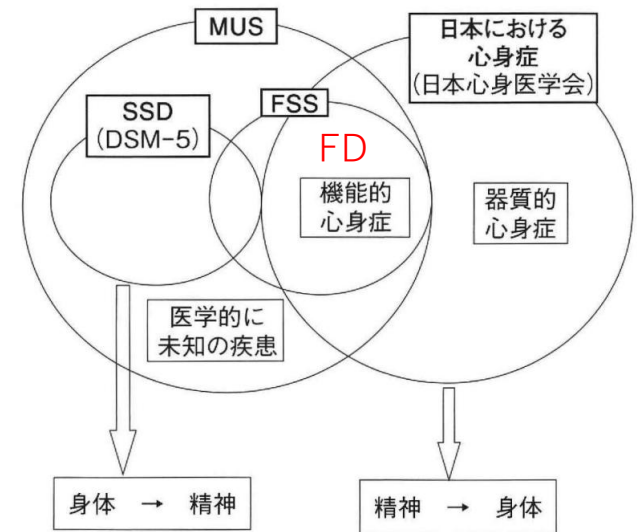 MUS
日本における
心身症
(日本心身医学会)
SSD
(DSM-5)
FSS
FD
機能的
心身症
器質的
心身症
医学的に
未知の疾患
身体 → 精神
精神 → 身体